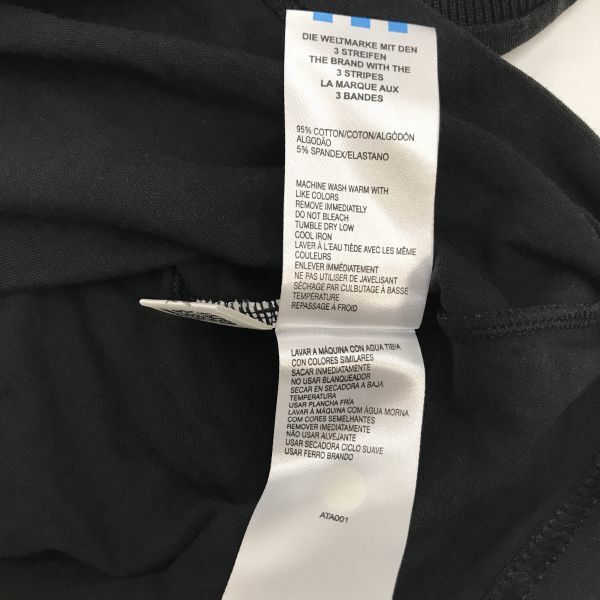 DIE WELTMARKE MIT DEN
3 STREIFEN
THE BRAND WITH THE
3 STRIPES
LA MARQUE AUX
3 BANDES
95% COTTON/COTON/ALGÒDÓN
ALGODÃO
5% SPANDEX/ELASTANO
MACHINE WASH WARM WITH
LIKE COLORS
REMOVE IMMEDIATELY
DO NOT BLEACH
TUMBLE DRY LOW
COOL IRON
LAVER À L'EAU TIÈDE AVEC LES MÊME
COULEURS
ENLEVER IMMÉDIATEMENT
NE PAS UTILISER DE JAVELISANT
SÉCHAGE PAR CULBUTAGE À BASSE
TEMPÉRATURE
REPASSAGE À FROID
LAVAR A MÁQUINA CON AGUA TIBIA
CON COLORES SIMILARES
SACAR INMEDIATAMENTE
NO USAR BLANQUEADOR
SECAR EN SECADORA A BAJA
TEMPERATURA
USAR PLANCHA FRÍA
LAVAR À MÁQUINA COM ÁGUA MORNA
COM CORES SEMELHANTES
REMOVER IMEDIATAMENTE
NÃO USAR ALVEJANTE
USAR SECADORA CICLO SUAVE
USAR FERRO BRANDO
ATA001